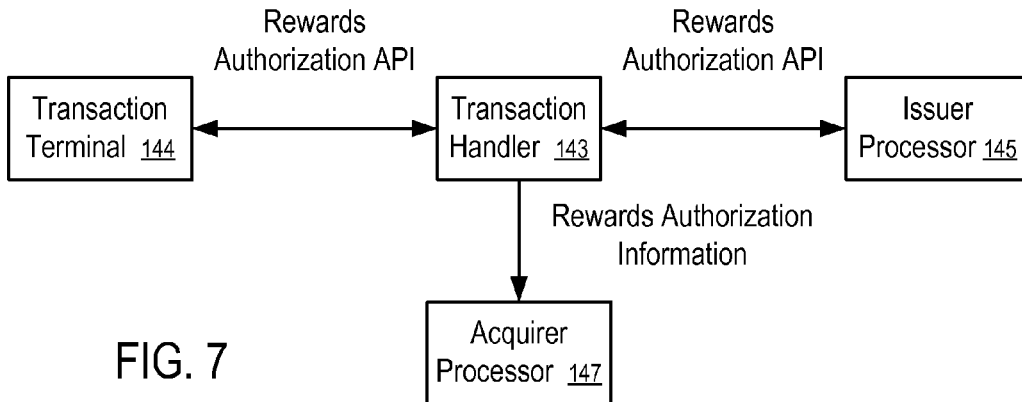 Rewards
Authorization API
Rewards
Authorization API
Transaction
Terminal 144
Transaction
Handler 143
Issuer
Processor 145
Rewards Authorization
Information
Acquirer
Processor 147
FIG. 7